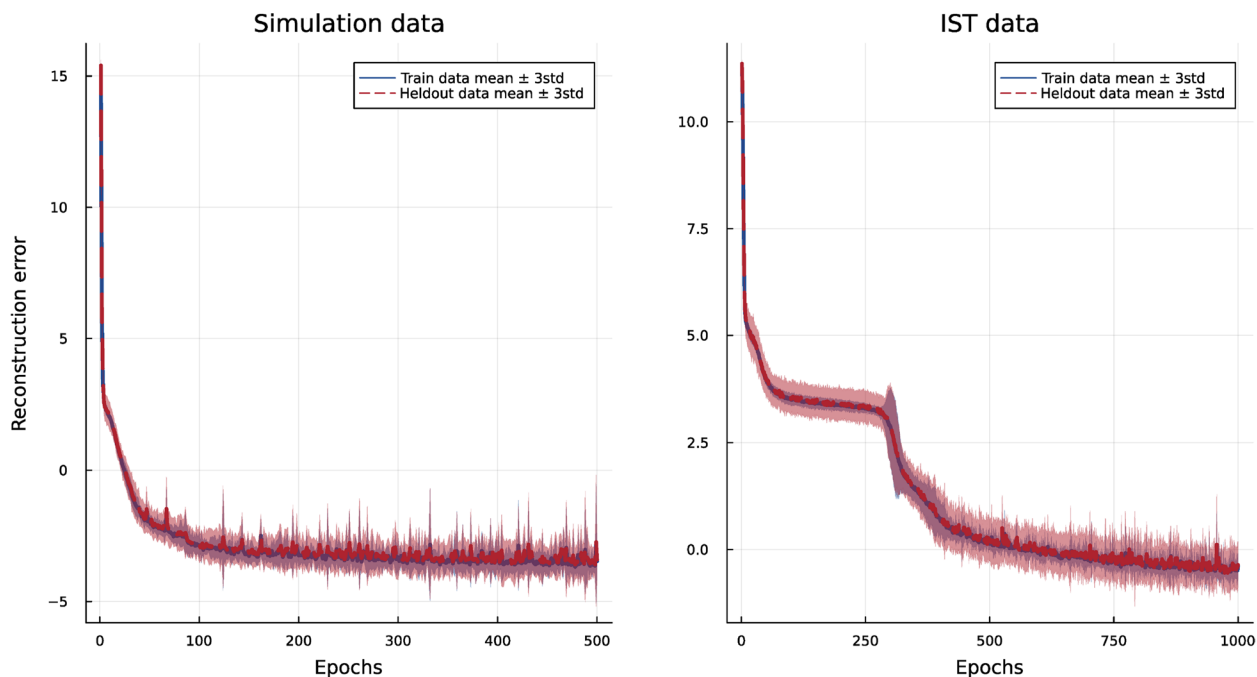 Simulation data
Train data mean ± 3std
Heldout data mean ± 3std
Reconstruction error
15
10
5
0
−5
0
100
200
300
400
500
Epochs
IST data
Train data mean ± 3std
Heldout data mean ± 3std
10.0
7.5
5.0
2.5
0.0
0
250
500
750
1000
Epochs